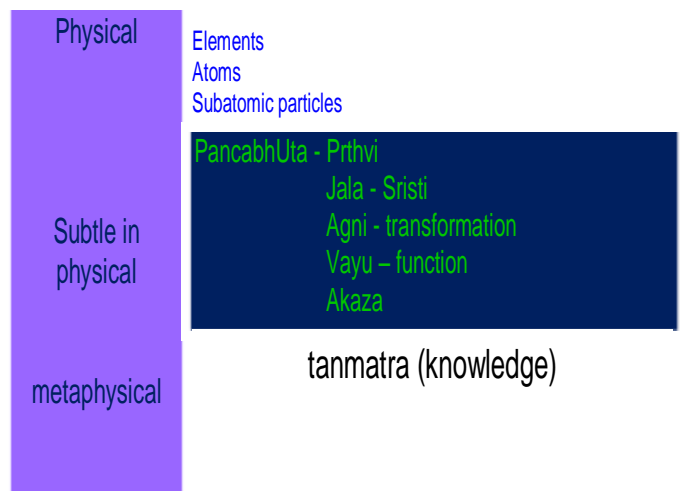 Physical
Elements
Atoms
Subatomic particles
PancabhUta - Prthvi
Jala - Sristi
Subtle in
physical
Agni - transformation
Vayu – function
Akaza
tanmatra (knowledge)
metaphysical